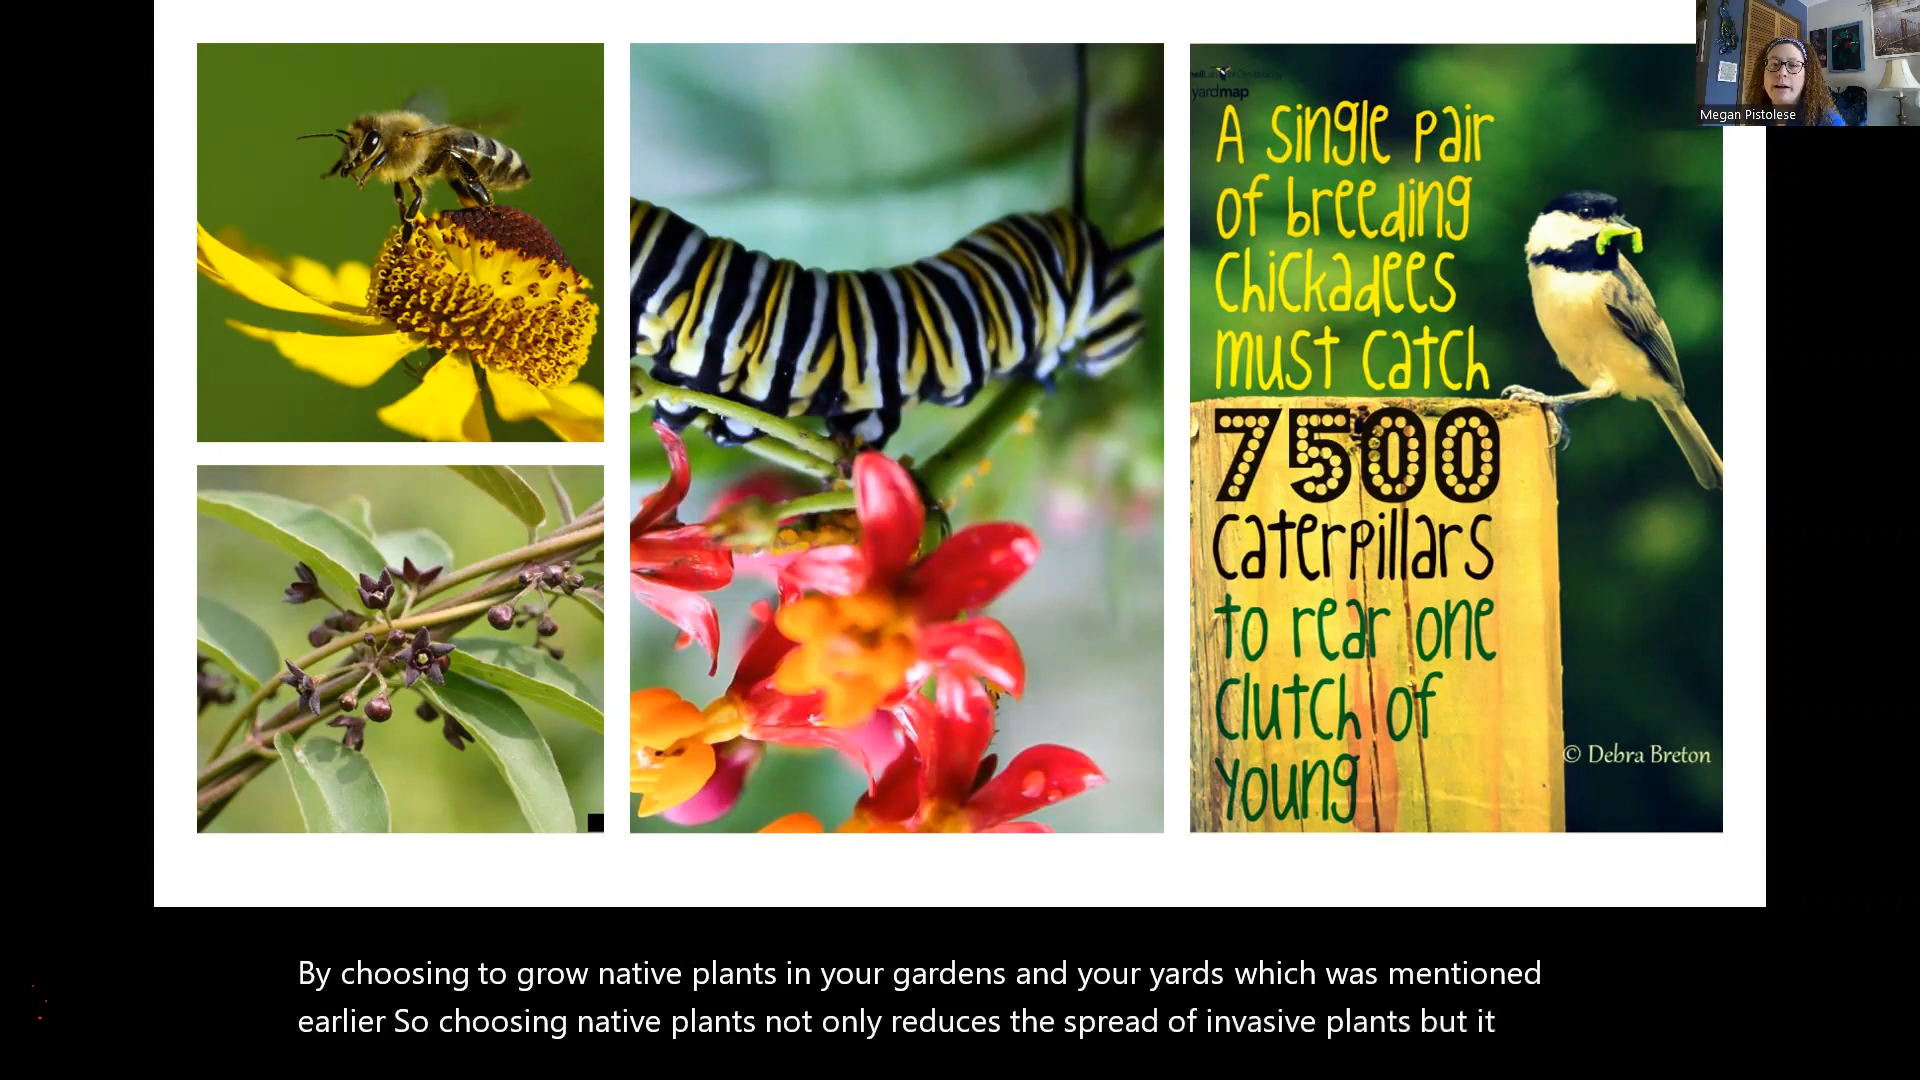 Megan Pistolese
yardmap
A single pair
of breeding
chickadees
must catch
7500
caterpillars
to rear one
clutch of
young
© Debra Breton
By choosing to grow native plants in your gardens and your yards which was mentioned
earlier So choosing native plants not only reduces the spread of invasive plants but it